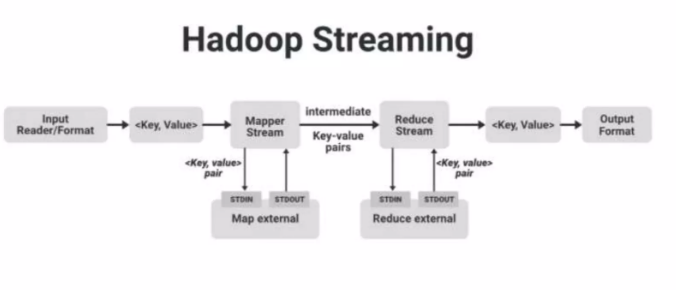 Hadoop Streaming
Input
Reader/Format
<Key, Value>
Mapper
Stream
intermediate
Key-value
pairs
Reduce
Stream
<Key, Value>
Output
Format
<Key, value>
pair
<Key, value>
pair
STDIN
STDOUT
Map external
STDIN
STDOUT
Reduce external